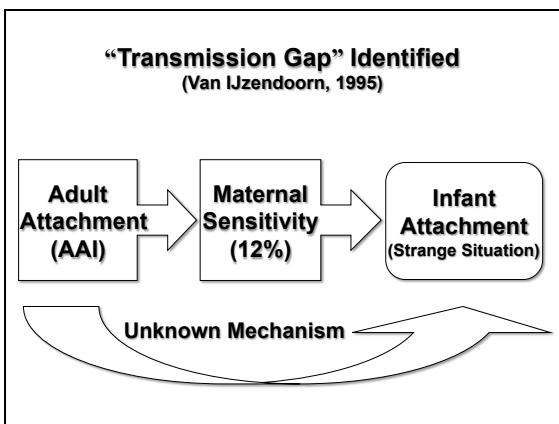 “Transmission Gap” Identified
(Van IJzendoorn, 1995)
Adult
Attachment
(AAI)
Maternal
Sensitivity
(12%)
Infant
Attachment
(Strange Situation)
Unknown Mechanism